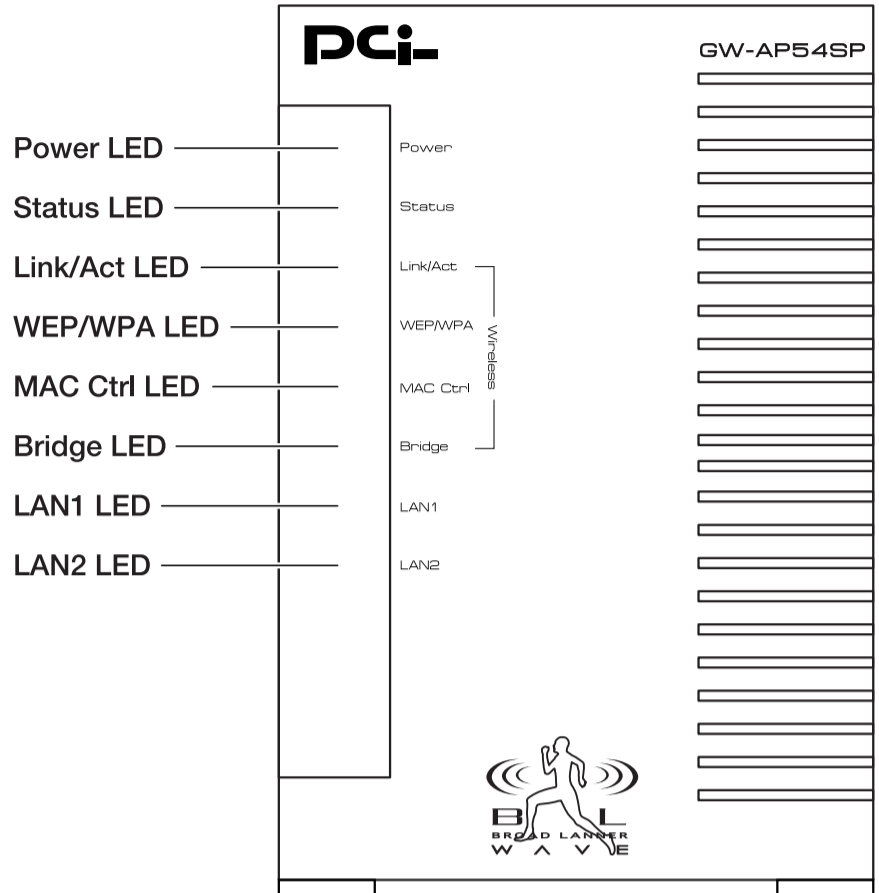 PCi
GW-AP54SP
Power LED
Power
Status LED
Status
Link/Act LED
Link/Act
WEP/WPA LED
WEP/WPA
Wireless
MAC Ctrl LED
MAC Ctrl
Bridge LED
Bridge
LAN1 LED
LAN1
LAN2 LED
LAN2
B L
BROAD LANNER
WAVE